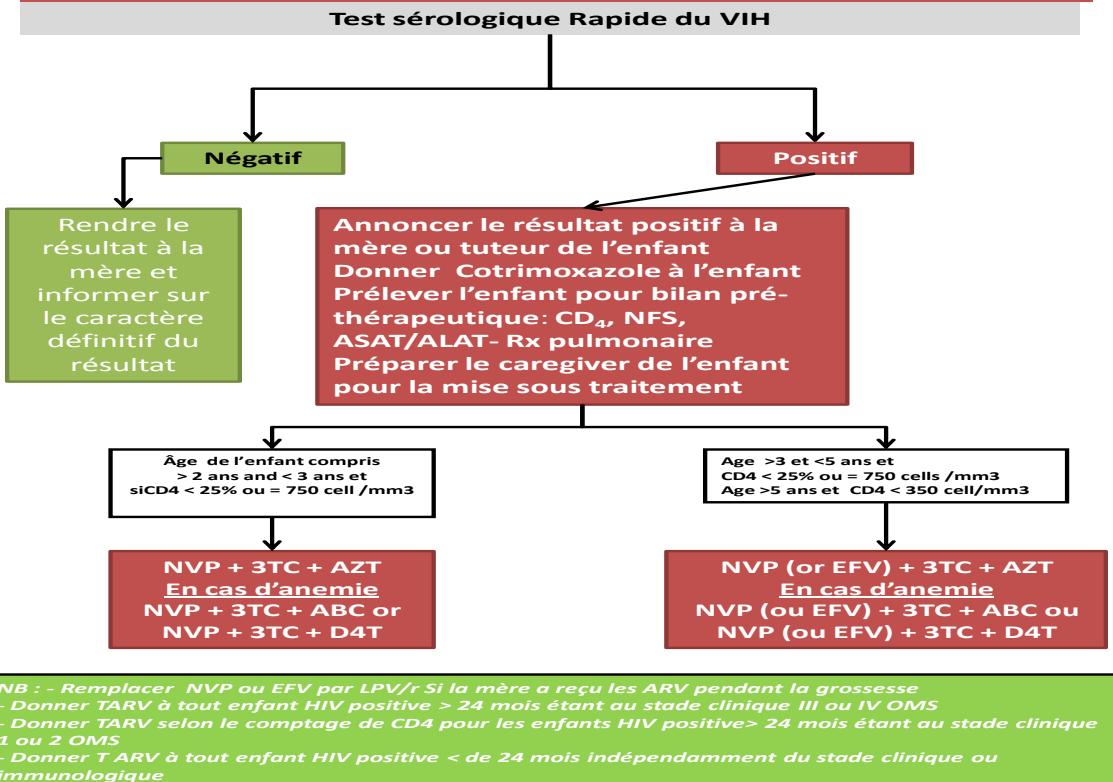 Test sérologique Rapide du VIH
Négatif
Positif
Rendre le
résultat à la
mère et
informer sur
le caractère
définitif du
résultat
Annoncer le résultat positif à la
mère ou tuteur de l’enfant
Donner Cotrimoxazole à l’enfant
Prélever l’enfant pour bilan pré-
thérapeutique: CD₄, NFS,
ASAT/ALAT- Rx pulmonaire
Préparer le caregiver de l’enfant
pour la mise sous traitement
Âge de l’enfant compris
> 2 ans and < 3 ans et
siCD4 < 25% ou = 750 cell /mm3
Age >3 et <5 ans et
CD4 < 25% ou = 750 cells /mm3
Age >5 ans et CD4 < 350 cell/mm3
NVP + 3TC + AZT
En cas d’anemie
NVP + 3TC + ABC or
NVP + 3TC + D4T
NVP (or EFV) + 3TC + AZT
En cas d’anemie
NVP (ou EFV) + 3TC + ABC ou
NVP (ou EFV) + 3TC + D4T
NB : - Remplacer NVP ou EFV par LPV/r Si la mère a reçu les ARV pendant la grossesse
- Donner TARV à tout enfant HIV positive > 24 mois étant au stade clinique III ou IV OMS
- Donner TARV selon le comptage de CD4 pour les enfants HIV positive> 24 mois étant au stade clinique
1 ou 2 OMS
- Donner T ARV à tout enfant HIV positive < de 24 mois indépendamment du stade clinique ou
immunologique